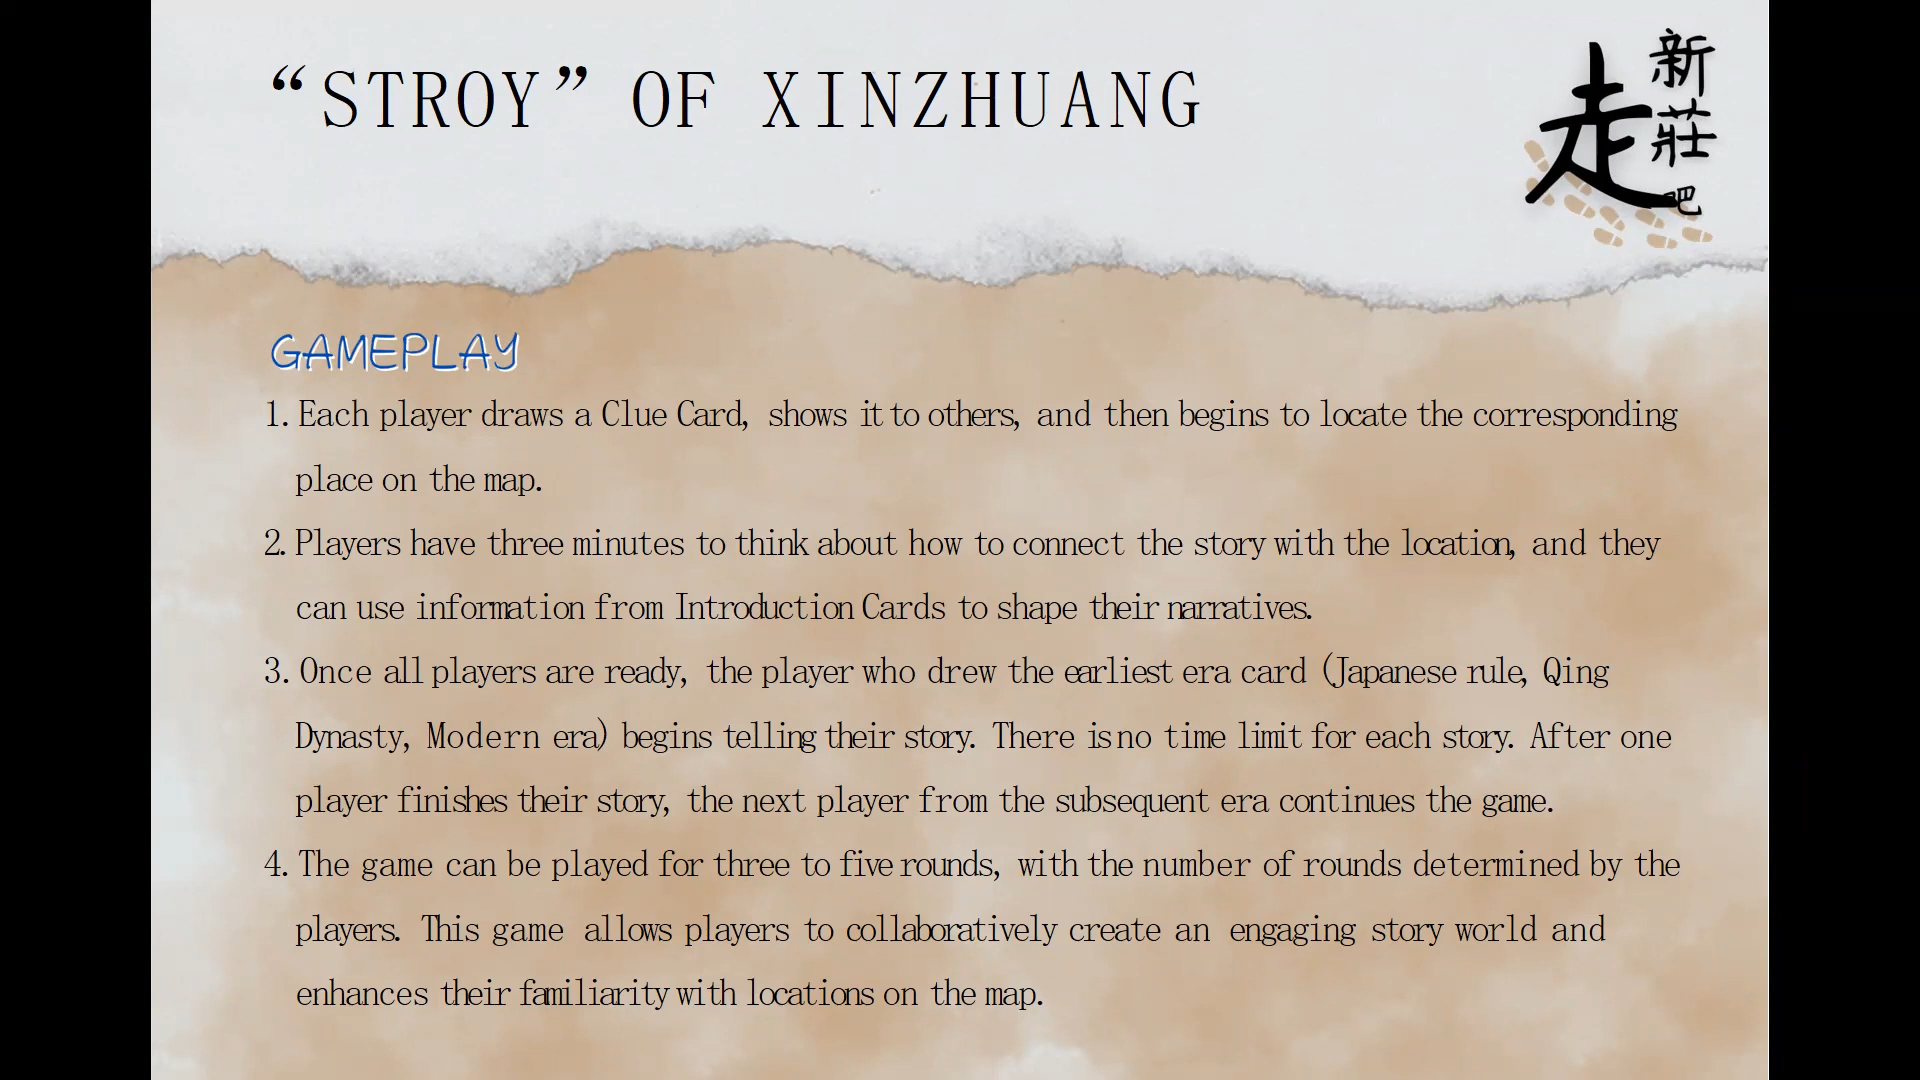 “STROY” OF XINZHUANG
走
新
莊
吧
GAMEPLAY
1. Each player draws a Clue Card, shows it to others, and then begins to locate the corresponding
place on the map.
2. Players have three minutes to think about how to connect the story with the location, and they
can use information from Introduction Cards to shape their narratives.
3. Once all players are ready, the player who drew the earliest era card (Japanese rule, Qing
Dynasty, Modern era) begins telling their story. There is no time limit for each story. After one
player finishes their story, the next player from the subsequent era continues the game.
4. The game can be played for three to five rounds, with the number of rounds determined by the
players. This game allows players to collaboratively create an engaging story world and
enhances their familiarity with locations on the map.